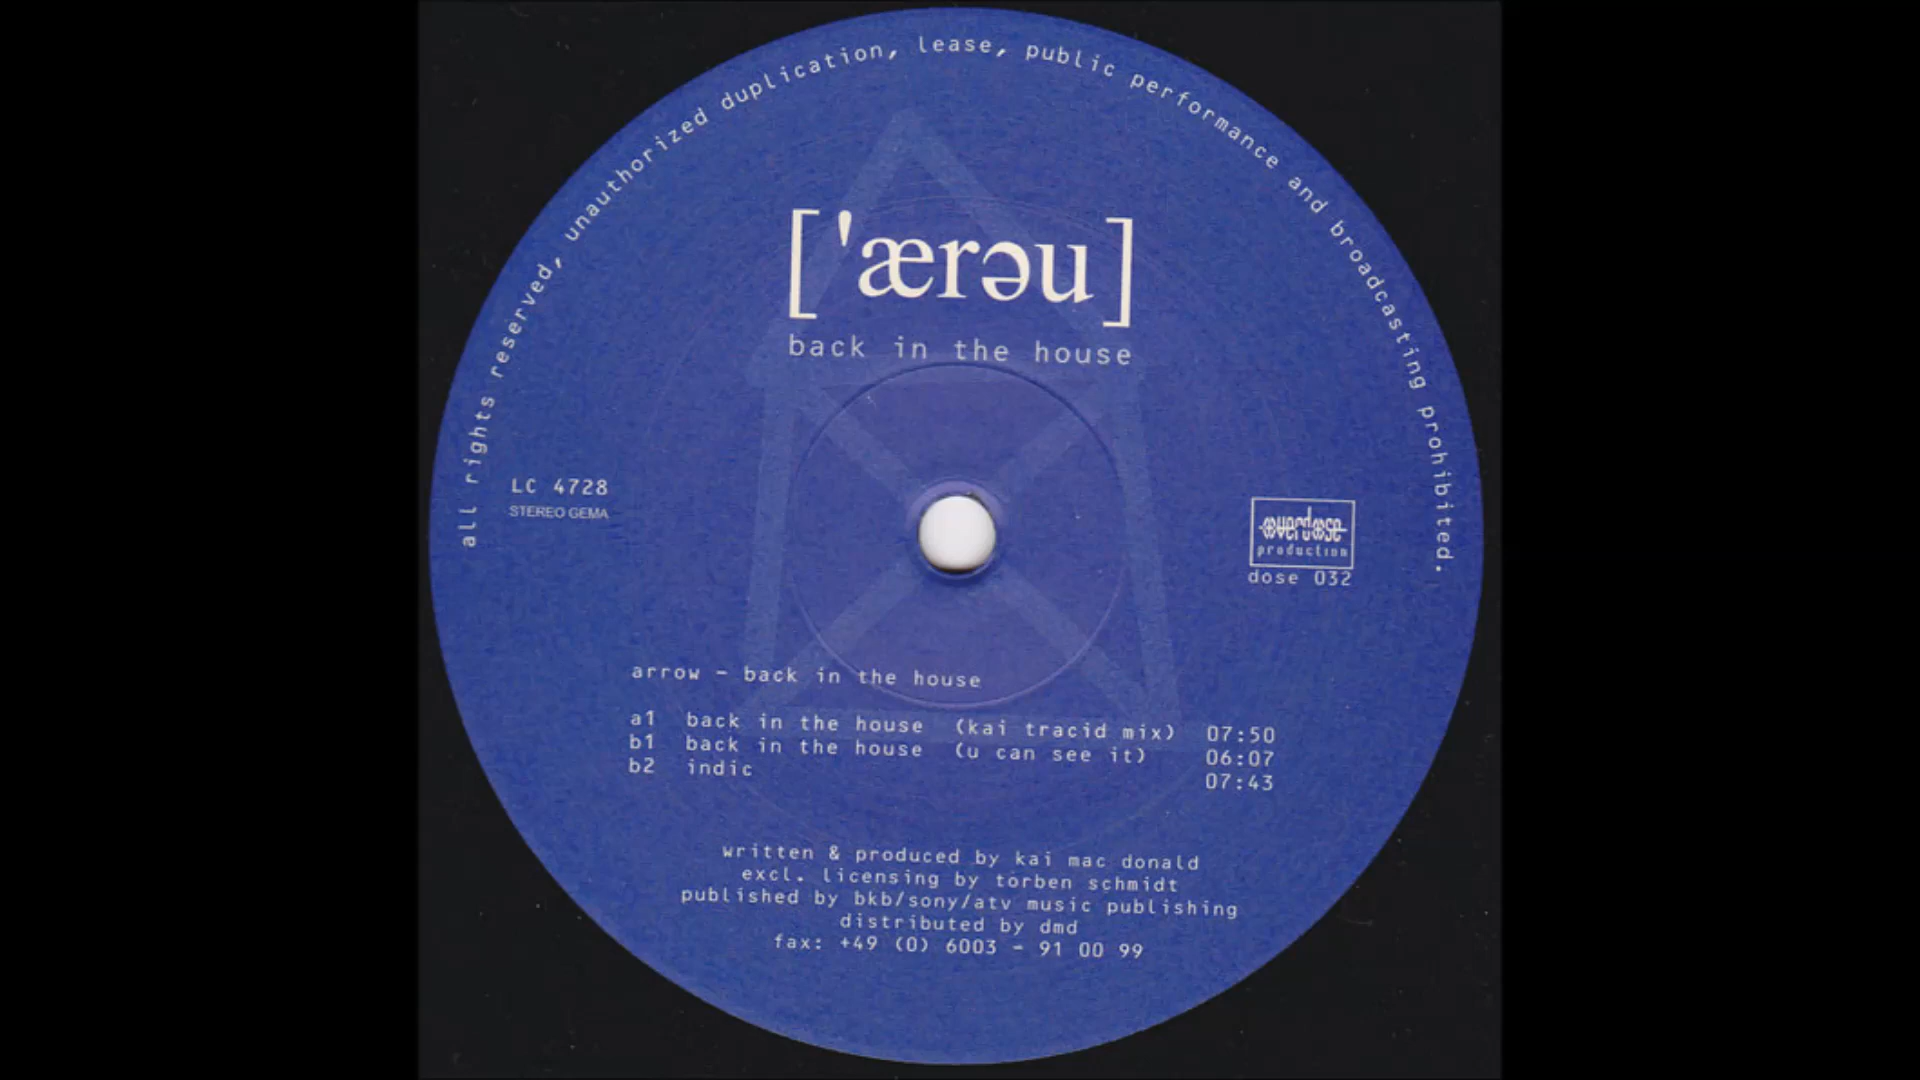 all rights reserved, unauthorized duplication, lease, public performance and broadcasting prohibited.
['ærəu]
back in the house
LC 4728
STEREO GEMA
overdose
production
dose 032
arrow - back in the house
a1 back in the house (kai tracid mix) 07:50
b1 back in the house (u can see it) 06:07
b2 indic 07:43
written & produced by kai mac donald
excl. licensing by torben schmidt
published by bkb/sony/atv music publishing
distributed by dmd
fax: +49 (0) 6003 - 91 00 99